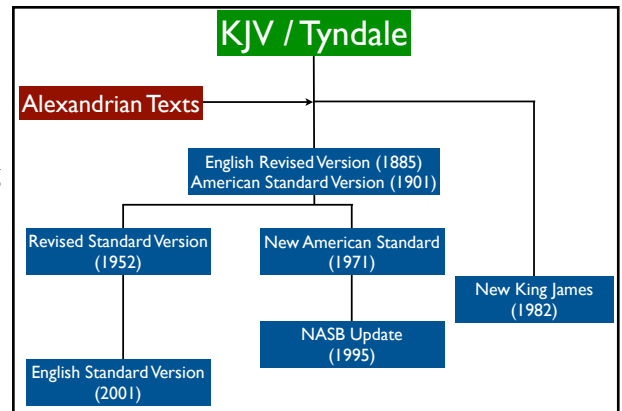 KJV / Tyndale
Alexandrian Texts
English Revised Version (1885)
American Standard Version (1901)
Revised Standard Version
(1952)
New American Standard
(1971)
New King James
(1982)
NASB Update
(1995)
English Standard Version
(2001)